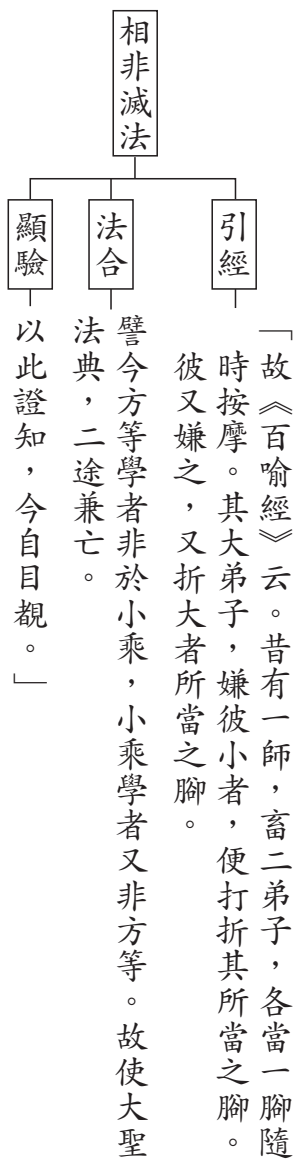 相非滅法
引經
「故《百喻經》云。昔有一師，畜二弟子，各當一腳隨
時按摩。其大弟子，嫌彼小者，便打折其所當之腳。
彼又嫌之，又折大者所當之腳。
法合
譬今方等學者非於小乘，小乘學者又非方等。故使大聖
法典，二途兼亡。
顯驗
以此證知，今自目覩。」